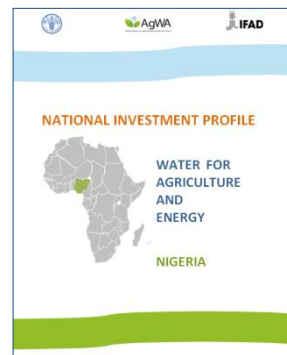 AgWA
IFAD
NATIONAL INVESTMENT PROFILE
WATER FOR
AGRICULTURE
AND
ENERGY
NIGERIA